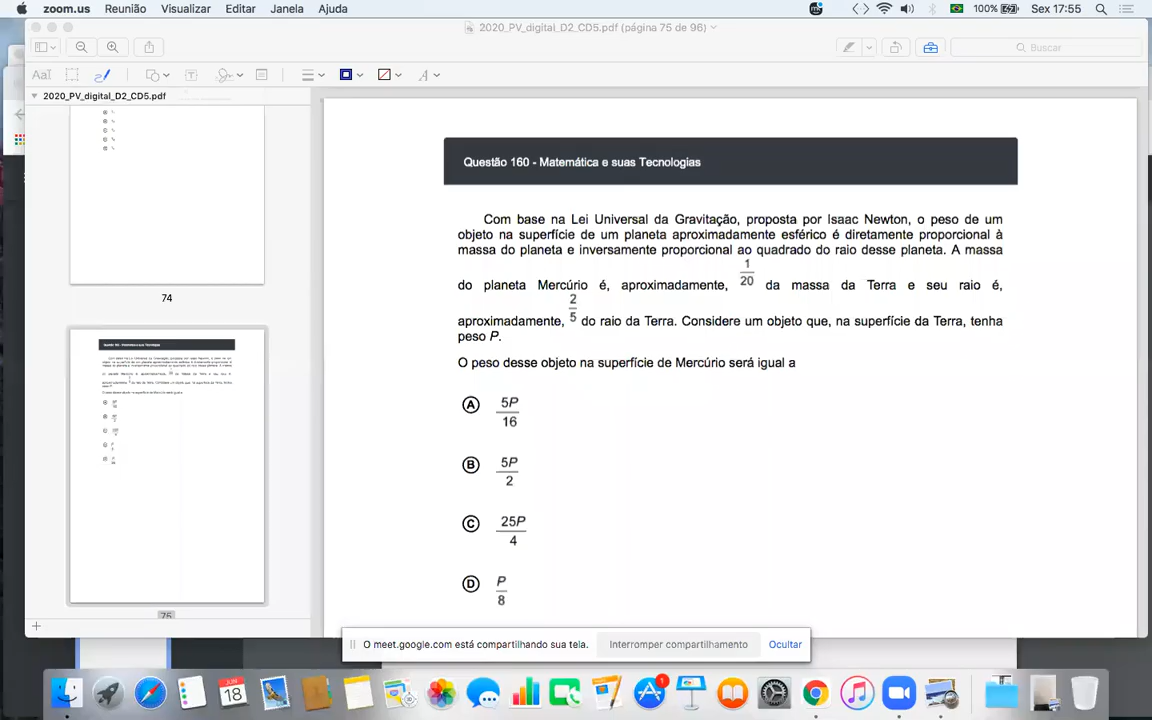 zoom.us Reunião Visualizar Editar Janela Ajuda 100% Sex 17:55
2020_PV_digital_D2_CD5.pdf (página 75 de 96)
Buscar
2020_PV_digital_D2_CD5.pdf
74
75
Questão 160 - Matemática e suas Tecnologias
Com base na Lei Universal da Gravitação, proposta por Isaac Newton, o peso de um
objeto na superfície de um planeta aproximadamente esférico é diretamente proporcional à
massa do planeta e inversamente proporcional ao quadrado do raio desse planeta. A massa
do planeta Mercúrio é, aproximadamente, 1/20 da massa da Terra e seu raio é,
aproximadamente, 2/5 do raio da Terra. Considere um objeto que, na superfície da Terra, tenha
peso P.
O peso desse objeto na superfície de Mercúrio será igual a
A 5P/16
B 5P/2
C 25P/4
D P/8
O meet.google.com está compartilhando sua tela. Interromper compartilhamento Ocultar
JUN
18
1